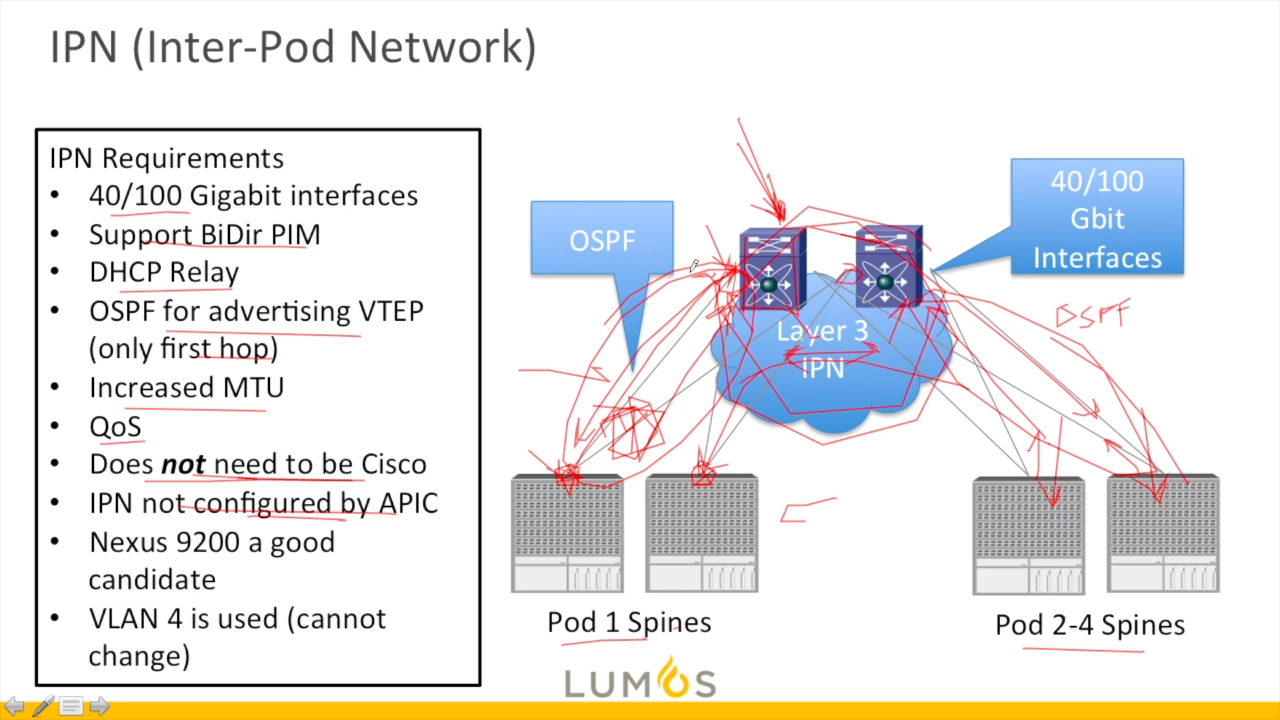 IPN (Inter-Pod Network)
IPN Requirements
• 40/100 Gigabit interfaces
• Support BiDir PIM
• DHCP Relay
• OSPF for advertising VTEP
(only first hop)
• Increased MTU
• QoS
• Does not need to be Cisco
• IPN not configured by APIC
• Nexus 9200 a good
candidate
• VLAN 4 is used (cannot
change)
OSPF
40/100
Gbit
Interfaces
Layer 3
IPN
OSPF
Pod 1 Spines
Pod 2-4 Spines
LUMOS